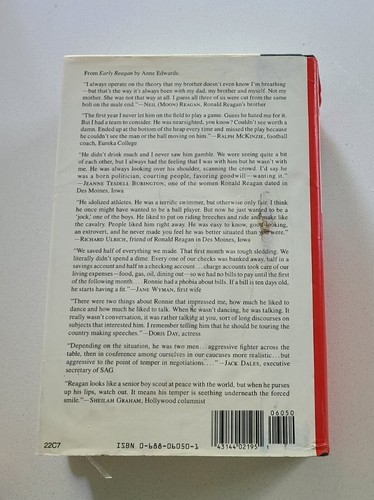 From Early Reagan by Anne Edwards:
"I always operate on the theory that my brother doesn't even know I'm breathing
—but that's the way it's always been with my dad, my brother and myself. Not my
mother. She was not that way at all. I guess all three of us were cut from the same
bolt on the male end."—NEIL (MOON) REAGAN, Ronald Reagan's brother
"The first year I never let him on the field to play a game. Guess he hated me for it.
But I had a team to consider. He was nearsighted, you know? Couldn't see worth a
damn. Ended up at the bottom of the heap every time and missed the play because
he couldn't see the man or the ball moving on him."—RALPH MCKINZIE, football
coach, Eureka College
"He didn't drink much and I never saw him gamble. We were seeing quite a bit
of each other, but I always had the feeling that I was with him but he wasn't with
me. He was always looking over his shoulder, scanning the crowd. I'd say he
was a born politician, courting people, favoring goodwill—wanting it."
—JEANNE TESDELL BURINGTON, one of the women Ronald Reagan dated in
Des Moines, Iowa
"He idolized athletes. He was a terrific swimmer, but otherwise only fair. I think
he once might have wanted to be a ball player. But now he just wanted to be a
'jock,' one of the boys. He liked to put on riding breeches and ride and make like
the cavalry. People liked him right away. He was easy to know, good looking,
an extrovert, and he never made you feel he was better situated than you were."
—RICHARD ULRICH, friend of Ronald Reagan in Des Moines, Iowa
"We saved half of everything we made. That first month was tough sledding. We
literally didn't spend a dime. Every one of our checks was banked away, half in a
savings account and half in a checking account ... charge accounts took care of our
living expenses—food, gas, oil, dining out—so we had no bills to pay until the first
of the following month.... Ronnie had a phobia about bills. If a bill is ten days old,
he starts having a fit."—JANE WYMAN, first wife
"There were two things about Ronnie that impressed me, how much he liked to
dance and how much he liked to talk. When he wasn't dancing, he was talking. It
really wasn't conversation, it was rather talking at you, sort of long discourses on
subjects that interested him. I remember telling him that he should be touring the
country making speeches."—DORIS DAY, actress
"Depending on the situation, he was two men ... aggressive fighter across the
table, then in conference among ourselves in our caucuses more realistic ... but
aggressive to the point of temper in negotiations. ..."—JACK DALES, executive
secretary of SAG
"Reagan looks like a senior boy scout at peace with the world, but when he purses
up his lips, watch out. It means his temper is seething underneath the forced
smile."—SHEILAH GRAHAM, Hollywood columnist
06050
22C7
ISBN 0-688-06050-1
43144 02195